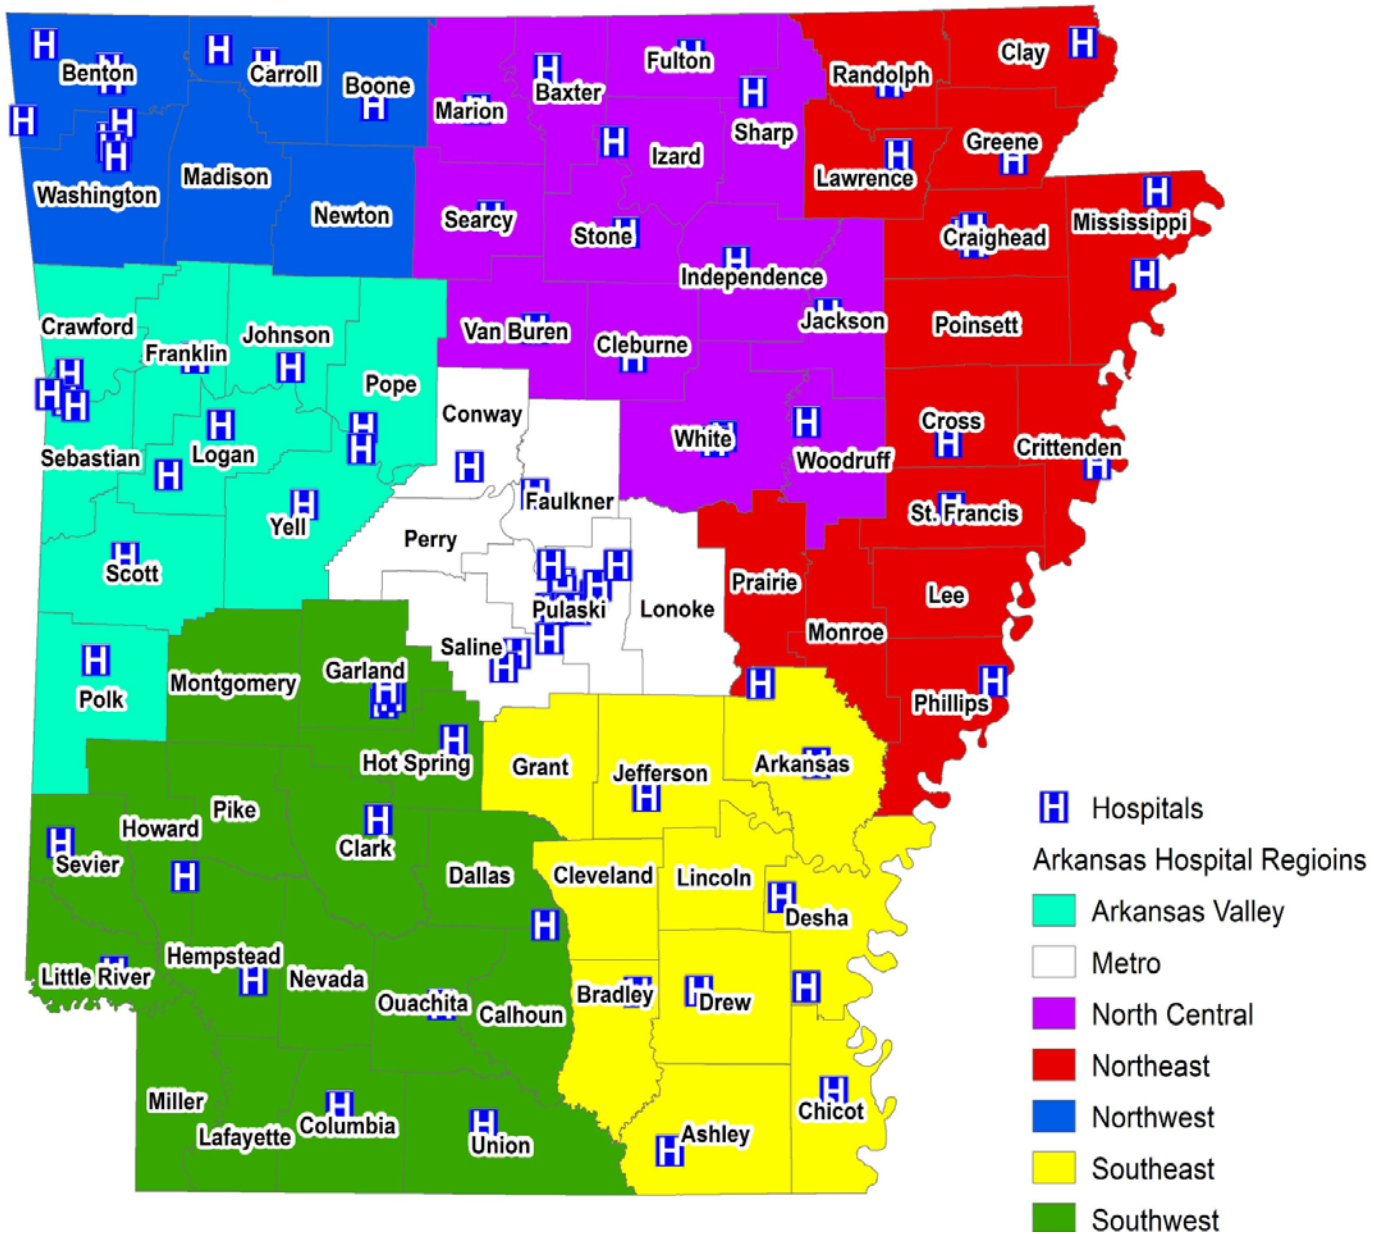 Benton
Carroll
Boone
Marion
Baxter
Fulton
Sharp
Randolph
Clay
Washington
Madison
Newton
Searcy
Stone
Izard
Independence
Lawrence
Greene
Craighead
Mississippi
Crawford
Franklin
Johnson
Pope
Van Buren
Cleburne
Jackson
Poinsett
Conway
White
Woodruff
Cross
Crittenden
Sebastian
Logan
Yell
Perry
Faulkner
St. Francis
Scott
Pulaski
Lonoke
Prairie
Monroe
Lee
Saline
Polk
Montgomery
Garland
Phillips
Hot Spring
Grant
Jefferson
Arkansas
Howard
Pike
Sevier
Clark
Dallas
Cleveland
Lincoln
Desha
Little River
Hempstead
Nevada
Ouachita
Calhoun
Bradley
Drew
Miller
Lafayette
Columbia
Union
Ashley
Chicot
H Hospitals
Arkansas Hospital Regioins
Arkansas Valley
Metro
North Central
Northeast
Northwest
Southeast
Southwest